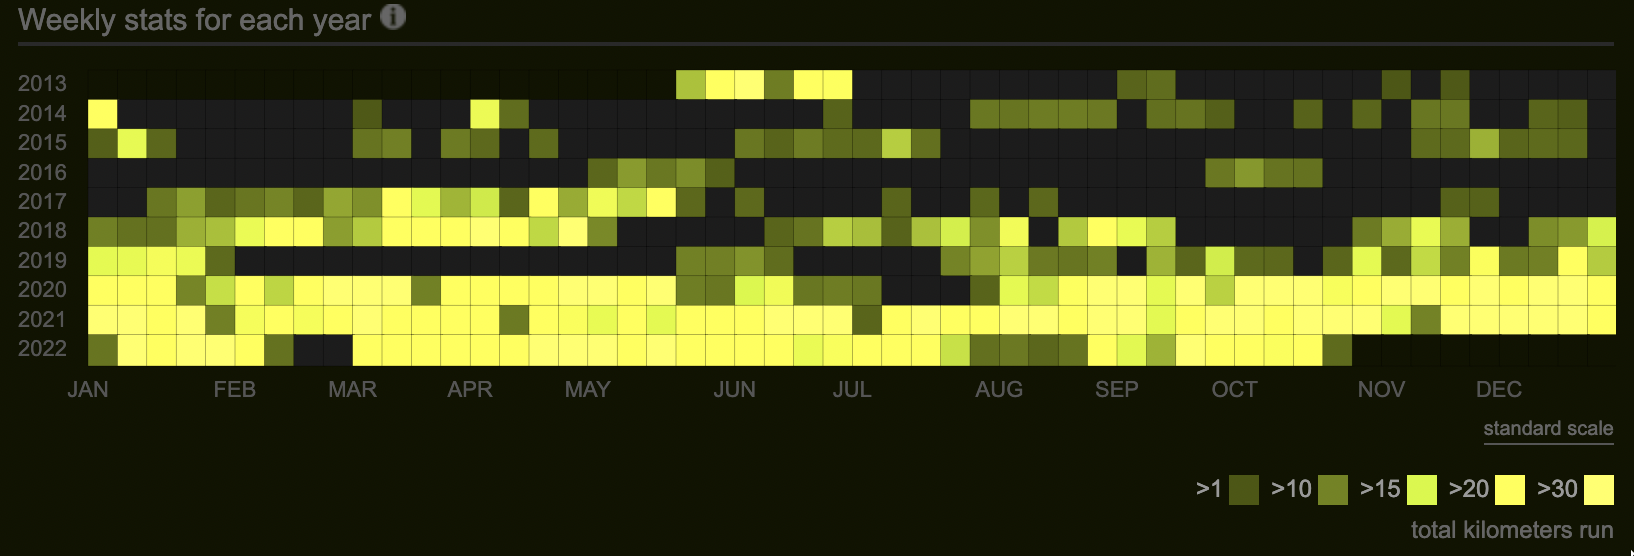 Weekly stats for each year i
2013
2014
2015
2016
2017
2018
2019
2020
2021
2022
JAN FEB MAR APR MAY JUN JUL AUG SEP OCT NOV DEC
standard scale
>1 >10 >15 >20 >30
total kilometers run